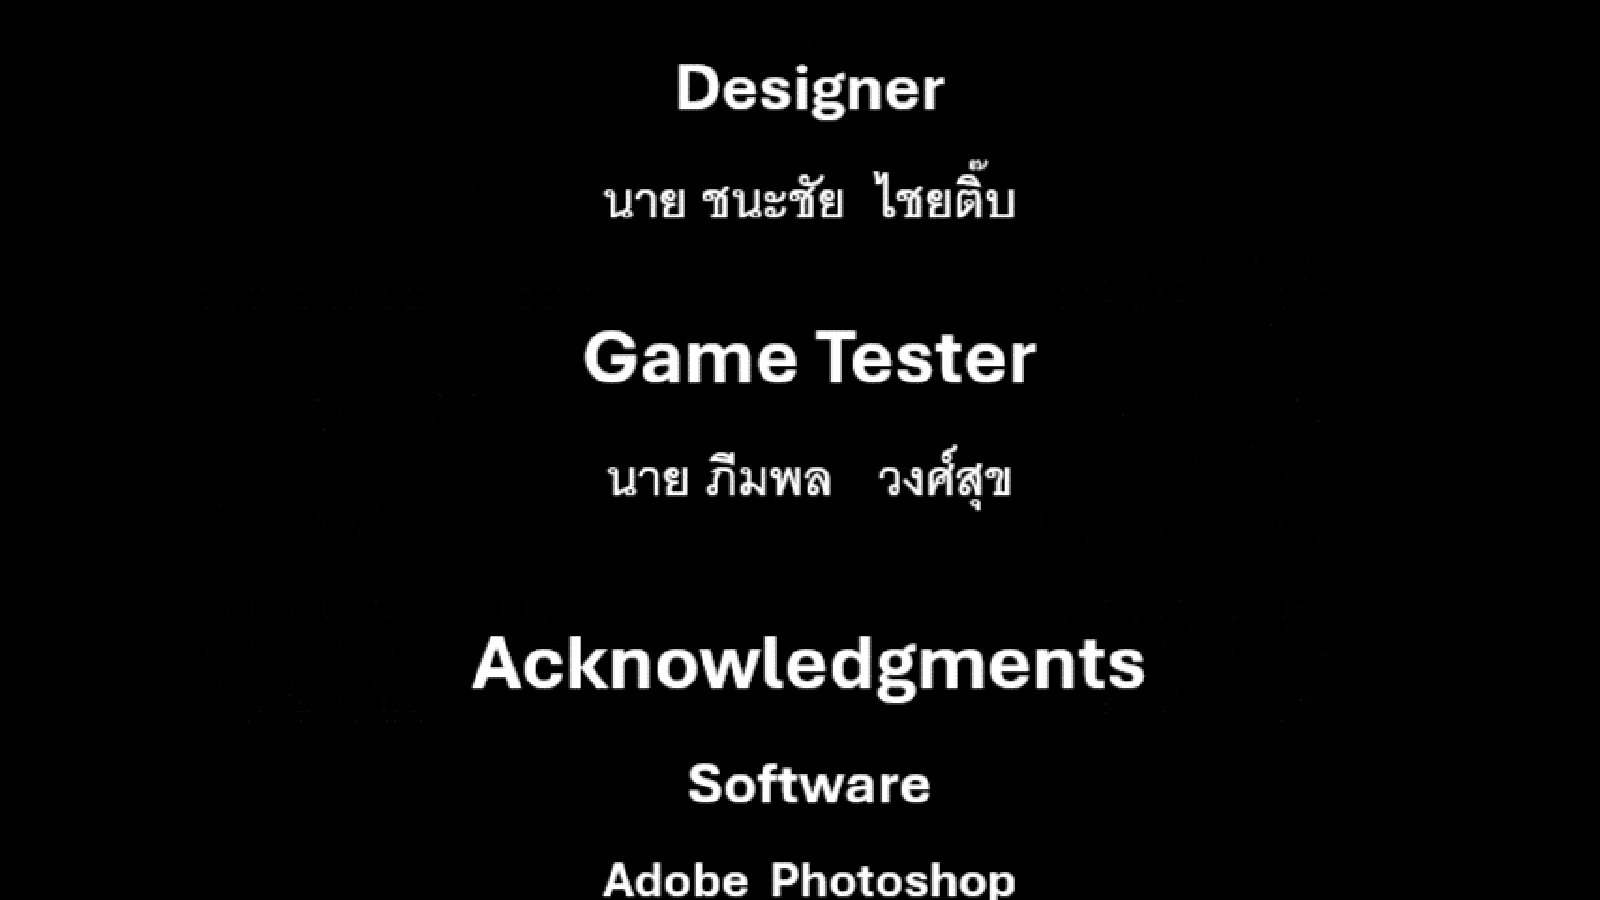 Designer
นาย ชนะชัย ไชยติ๊บ
Game Tester
นาย ภีมพล วงศ์สุข
Acknowledgments
Software
Adobe Photoshop